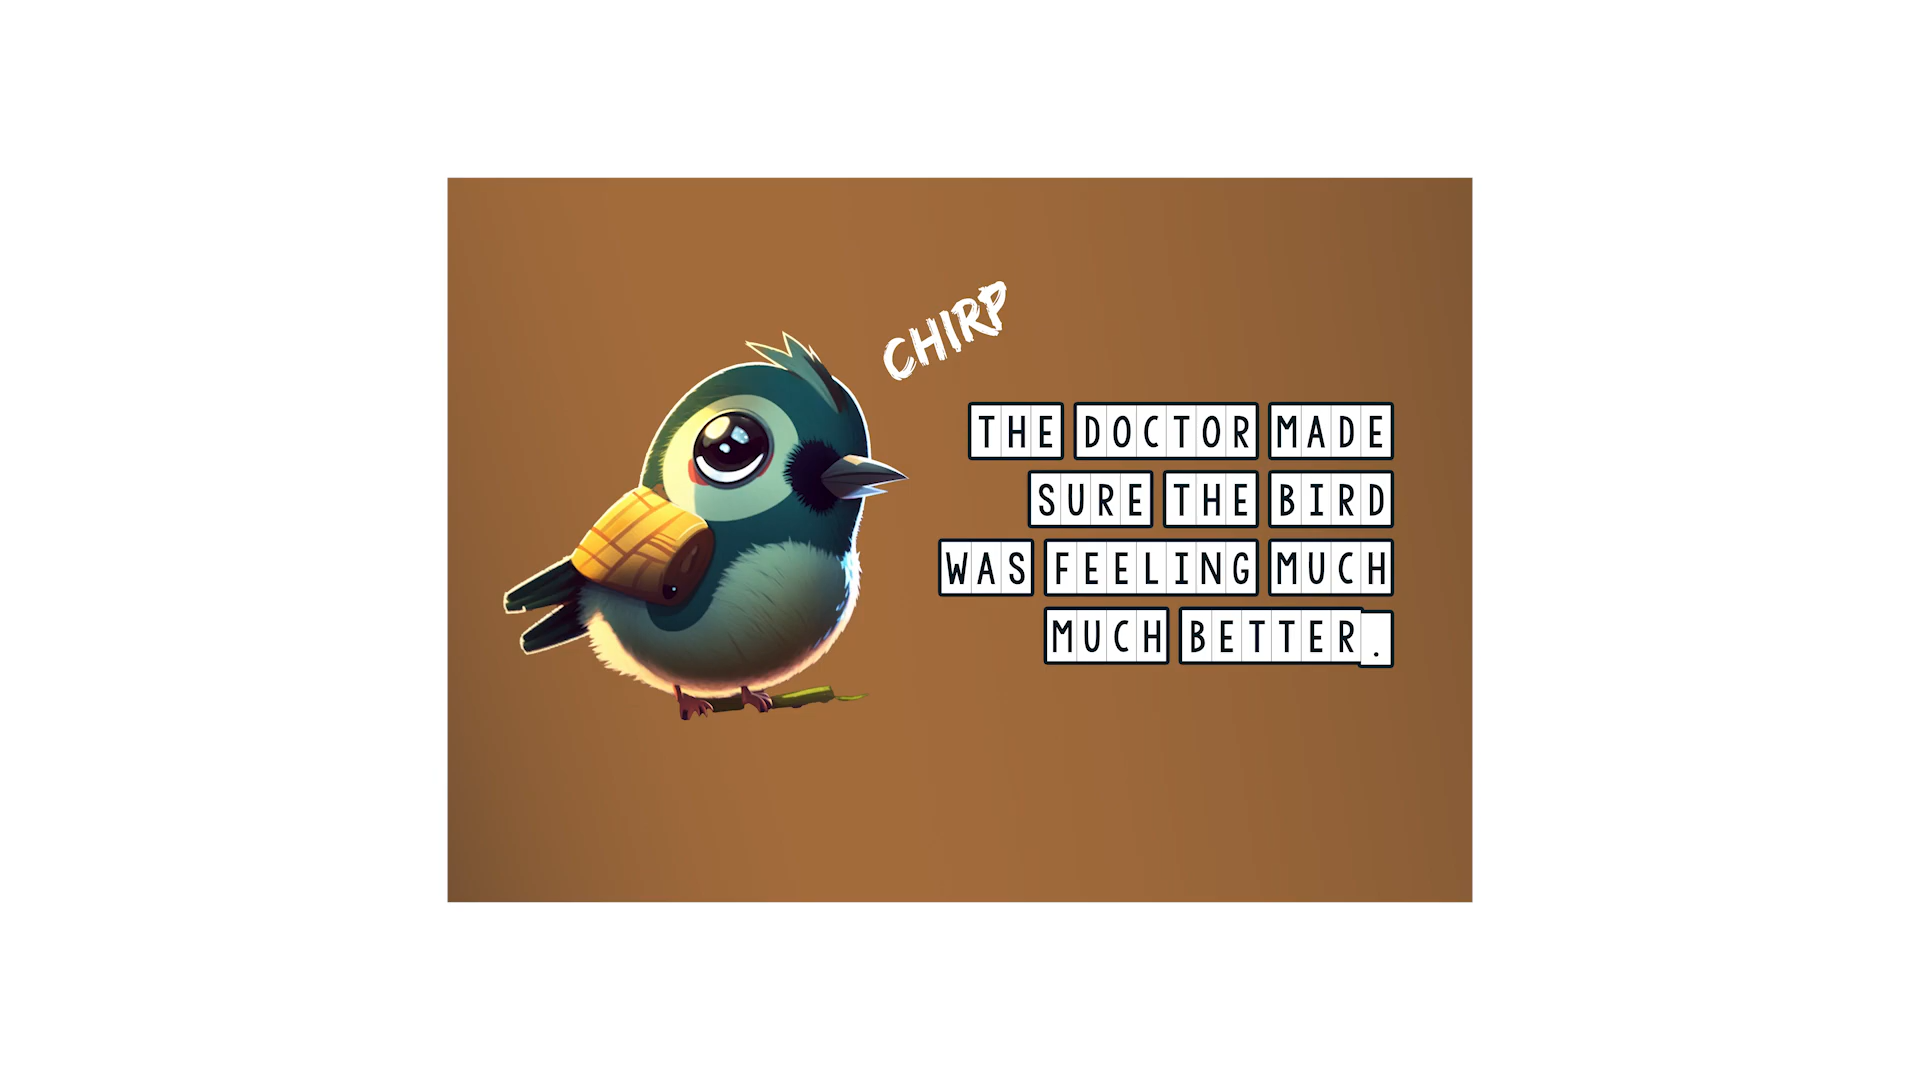 CHIRP
THE DOCTOR MADE
SURE THE BIRD
WAS FEELING MUCH
MUCH BETTER.